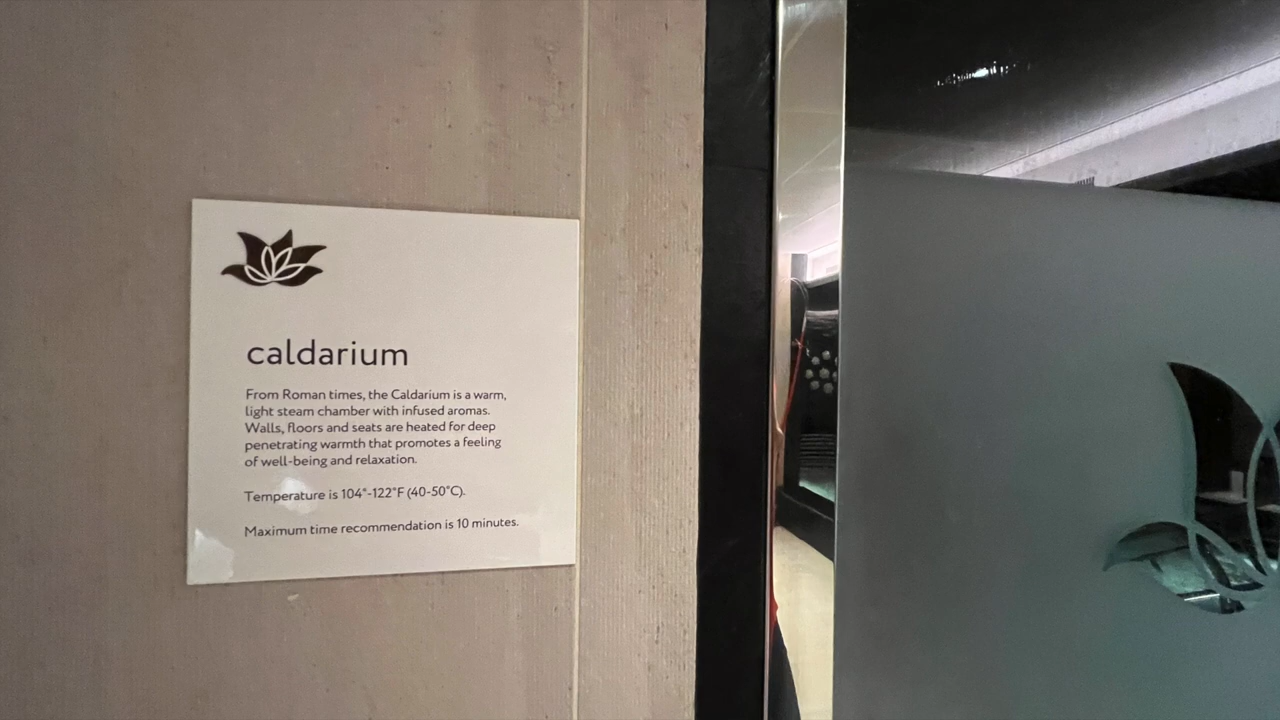 caldarium
From Roman times, the Caldarium is a warm,
light steam chamber with infused aromas.
Walls, floors and seats are heated for deep
penetrating warmth that promotes a feeling
of well-being and relaxation.
Temperature is 104°-122°F (40-50°C).
Maximum time recommendation is 10 minutes.